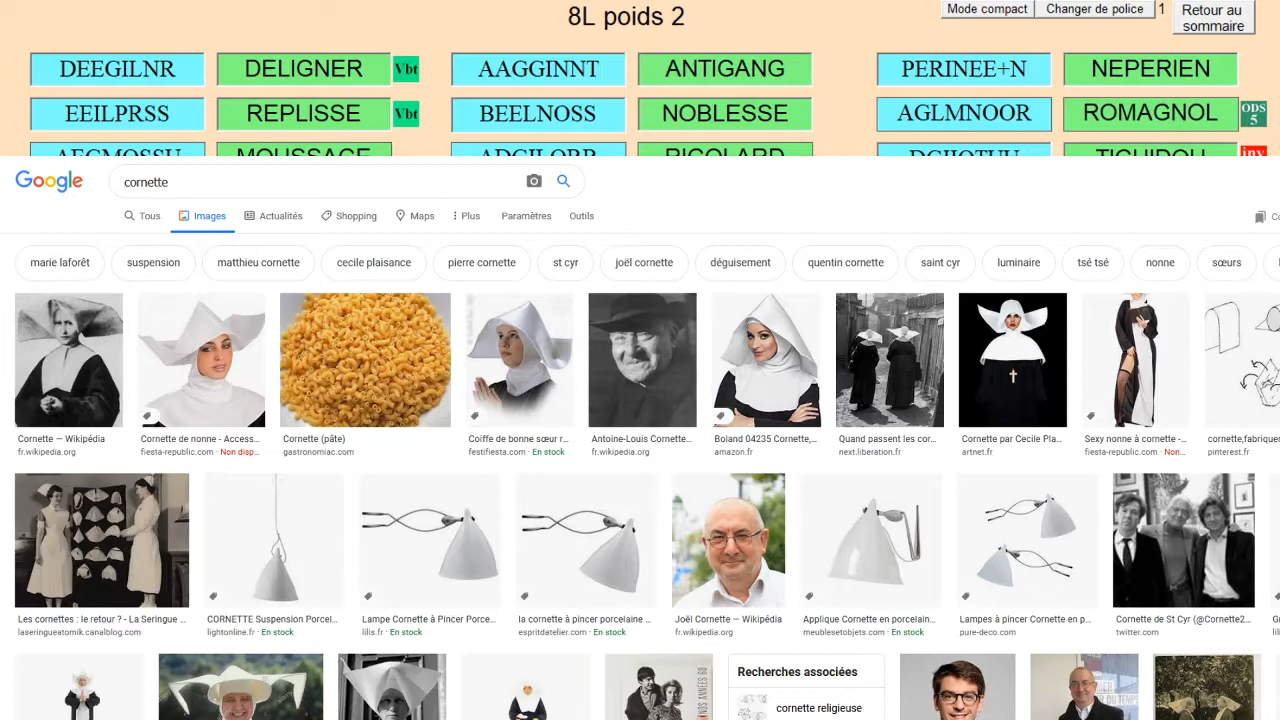 8L poids 2
Mode compact
Changer de police
1
Retour au
sommaire
DEEGILNR
DELIGNER
Vbt
AAGGINNT
ANTIGANG
PERINEE+N
NEPERIEN
EEILPRSS
REPLISSE
Vbt
BEELNOSS
NOBLESSE
AGLMNOOR
ROMAGNOL
ODS
5
AEGMOSSU
MOUSSAGE
ADGILORR
RIGOLARD
DGHOTUU
TIGUIDOU
inv
Google
cornette
Tous
Images
Actualités
Shopping
Maps
Plus
Paramètres
Outils
Co
marie laforêt
suspension
matthieu cornette
cecile plaisance
pierre cornette
st cyr
joël cornette
déguisement
quentin cornette
saint cyr
luminaire
tsé tsé
nonne
sœurs
Cornette — Wikipédia
fr.wikipedia.org
Cornette de nonne - Access...
fiesta-republic.com · Non disp...
Cornette (pâte)
gastronomiac.com
Coiffe de bonne sœur r...
festifiesta.com · En stock
Antoine-Louis Cornette...
fr.wikipedia.org
Boland 04235 Cornette,...
amazon.fr
Quand passent les cor...
next.liberation.fr
Cornette par Cecile Pla...
artnet.fr
Sexy nonne à cornette -...
fiesta-republic.com · Non...
cornette,fabrique
pinterest.fr
Les cornettes : le retour ? - La Seringue ...
laseringueatomik.canalblog.com
CORNETTE Suspension Porcel...
lightonline.fr · En stock
Lampe Cornette à Pincer Porce...
lilis.fr · En stock
la cornette à pincer porcelaine ...
espritdatelier.com · En stock
Joël Cornette — Wikipédia
fr.wikipedia.org
Applique Cornette en porcelain...
meublesetobjets.com · En stock
Lampes à pincer Cornette en p...
pure-deco.com
Cornette de St Cyr (@Cornette2...
twitter.com
Recherches associées
cornette religieuse